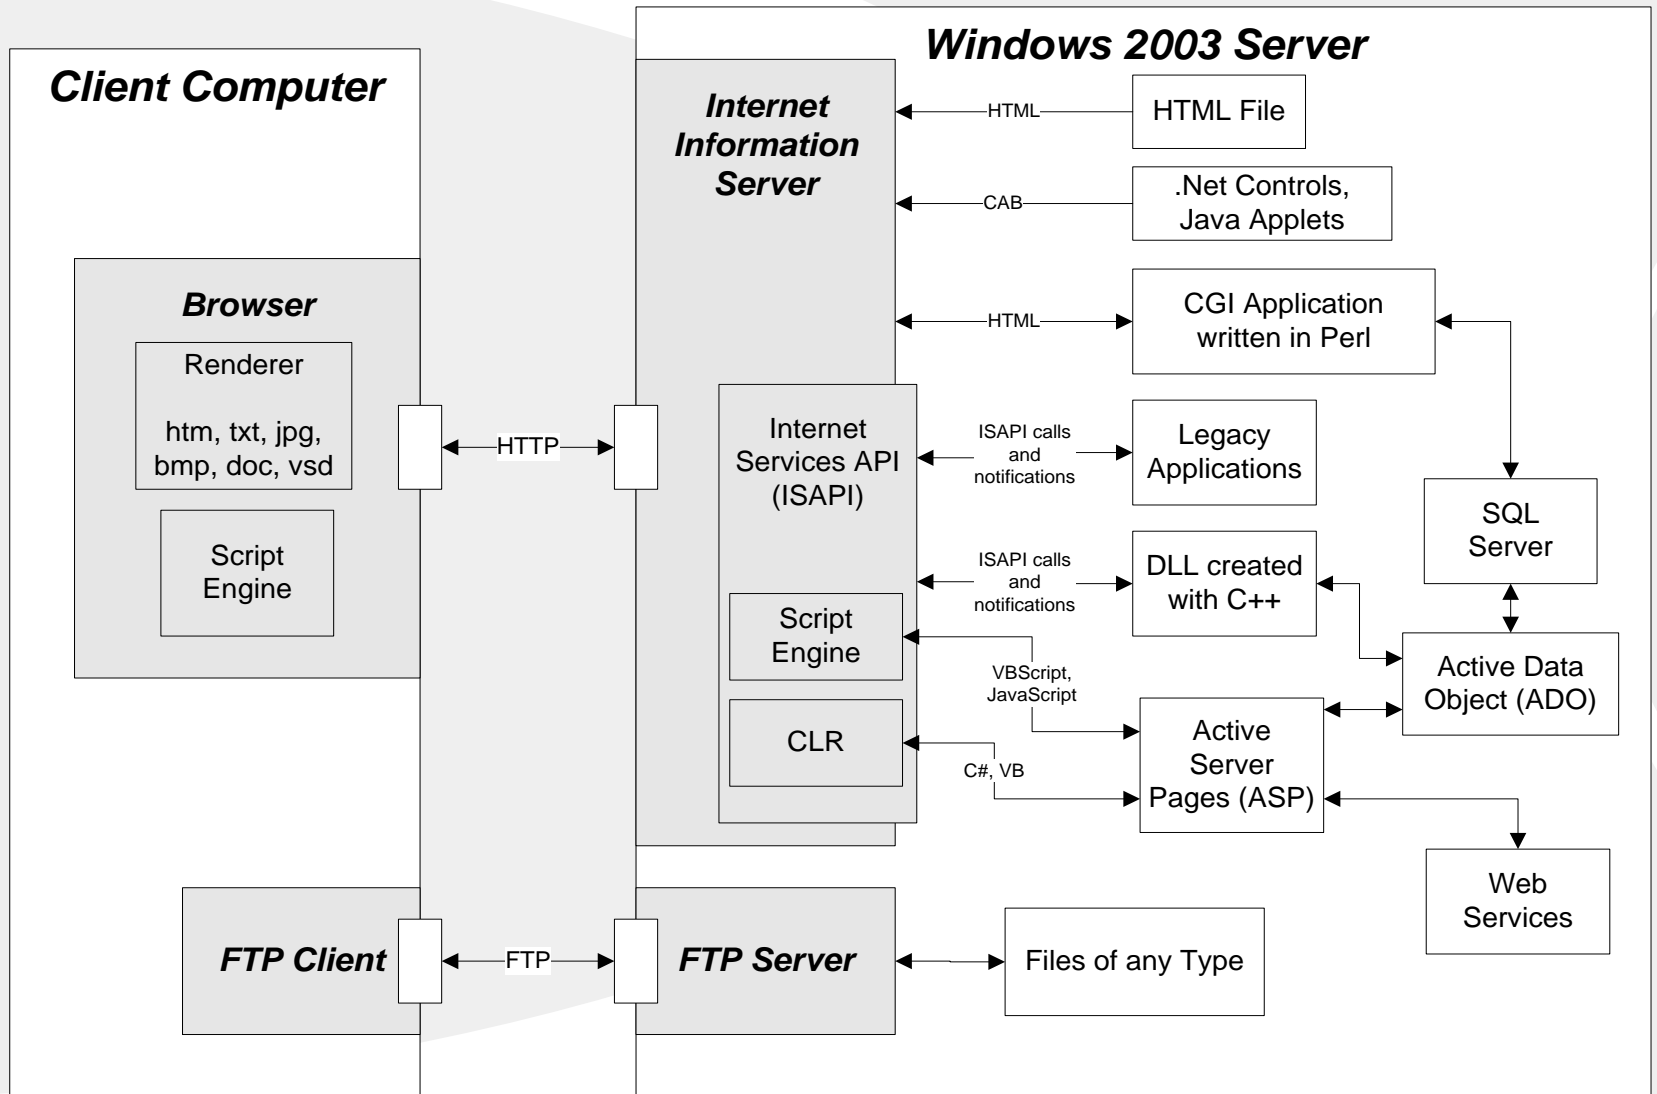 Client Computer
Browser
Renderer
htm, txt, jpg,
bmp, doc, vsd
Script
Engine
HTTP
FTP Client
FTP
Windows 2003 Server
Internet
Information
Server
HTML
HTML File
CAB
.Net Controls,
Java Applets
HTML
CGI Application
written in Perl
Internet
Services API
(ISAPI)
ISAPI calls
and
notifications
Legacy
Applications
ISAPI calls
and
notifications
DLL created
with C++
SQL
Server
Script
Engine
VBScript,
JavaScript
CLR
C#, VB
Active
Server
Pages (ASP)
Active Data
Object (ADO)
Web
Services
FTP Server
Files of any Type